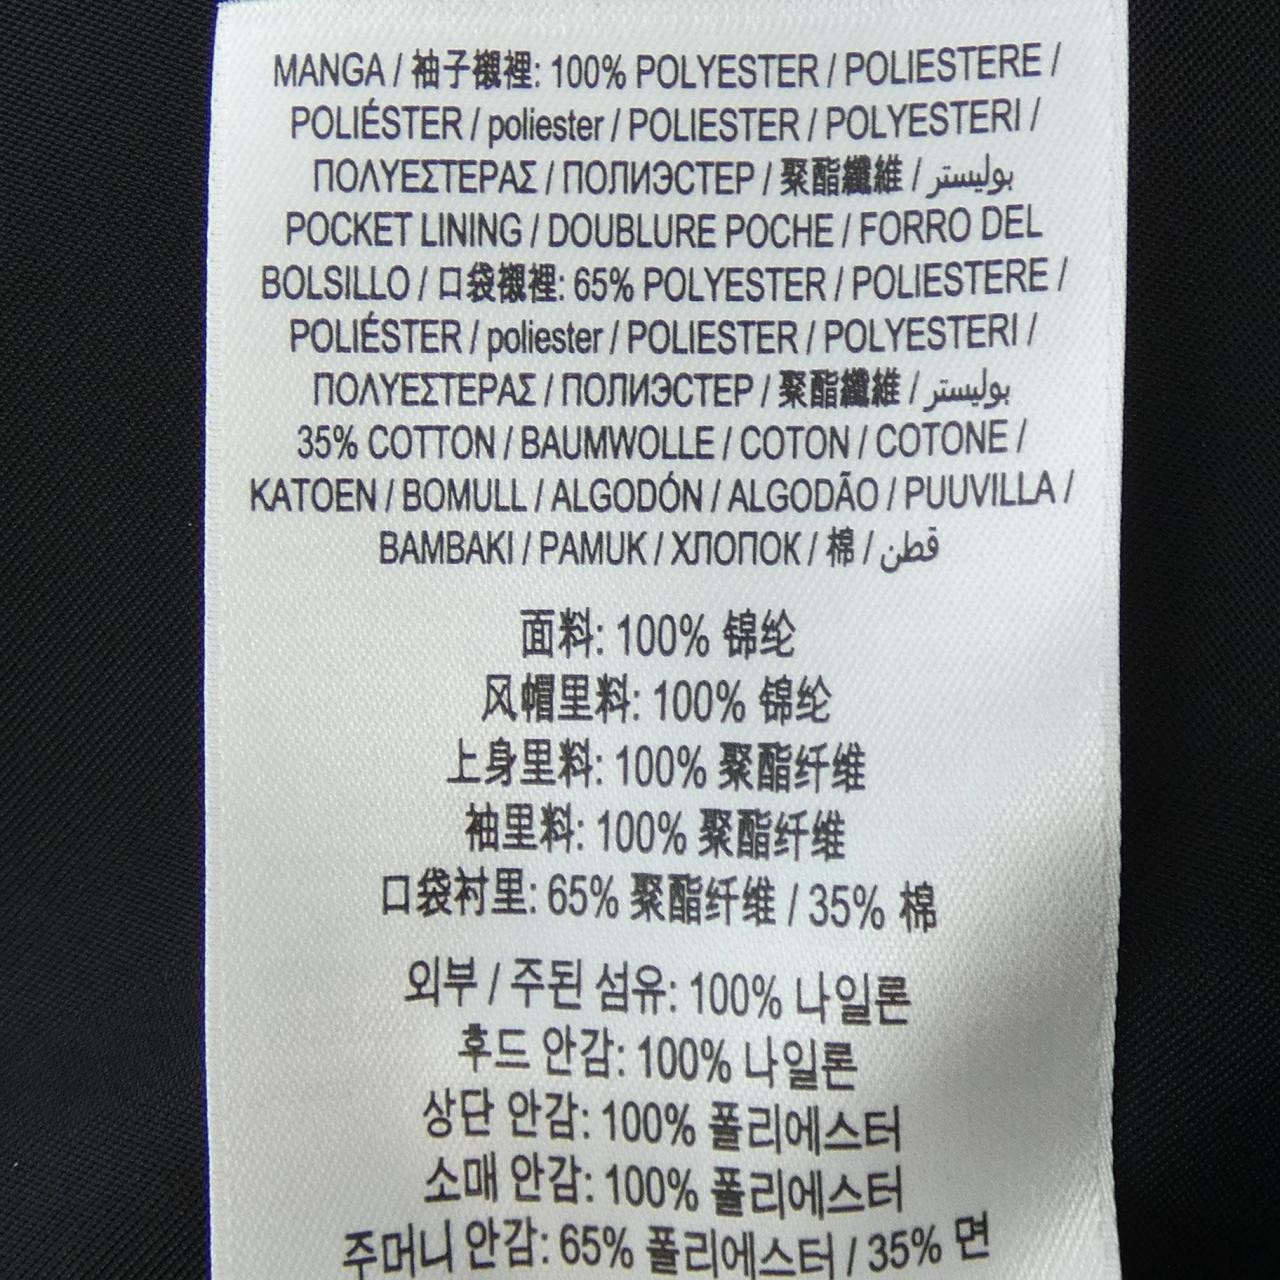 MANGA / 袖子襯裡: 100% POLYESTER / POLIESTERE /
POLIÉSTER / poliester / POLIESTER / POLYESTERI /
ΠΟΛΥΕΣΤΕΡΑΣ / ПОЛИЭСТЕР / 聚酯纖維 / بوليستر
POCKET LINING / DOUBLURE POCHE / FORRO DEL
BOLSILLO / 口袋襯裡: 65% POLYESTER / POLIESTERE /
POLIÉSTER / poliester / POLIESTER / POLYESTERI /
ΠΟΛΥΕΣΤΕΡΑΣ / ПОЛИЭСТЕР / 聚酯纖維 / بوليستر
35% COTTON / BAUMWOLLE / COTON / COTONE /
KATOEN / BOMULL / ALGODÓN / ALGODÃO / PUUVILLA /
BAMBAKI / PAMUK / ХЛОПОК / 棉 / قطن
面料: 100% 锦纶
风帽里料: 100% 锦纶
上身里料: 100% 聚酯纤维
袖里料: 100% 聚酯纤维
口袋衬里: 65% 聚酯纤维 / 35% 棉
외부 / 주된 섬유: 100% 나일론
후드 안감: 100% 나일론
상단 안감: 100% 폴리에스터
소매 안감: 100% 폴리에스터
주머니 안감: 65% 폴리에스터 / 35% 면